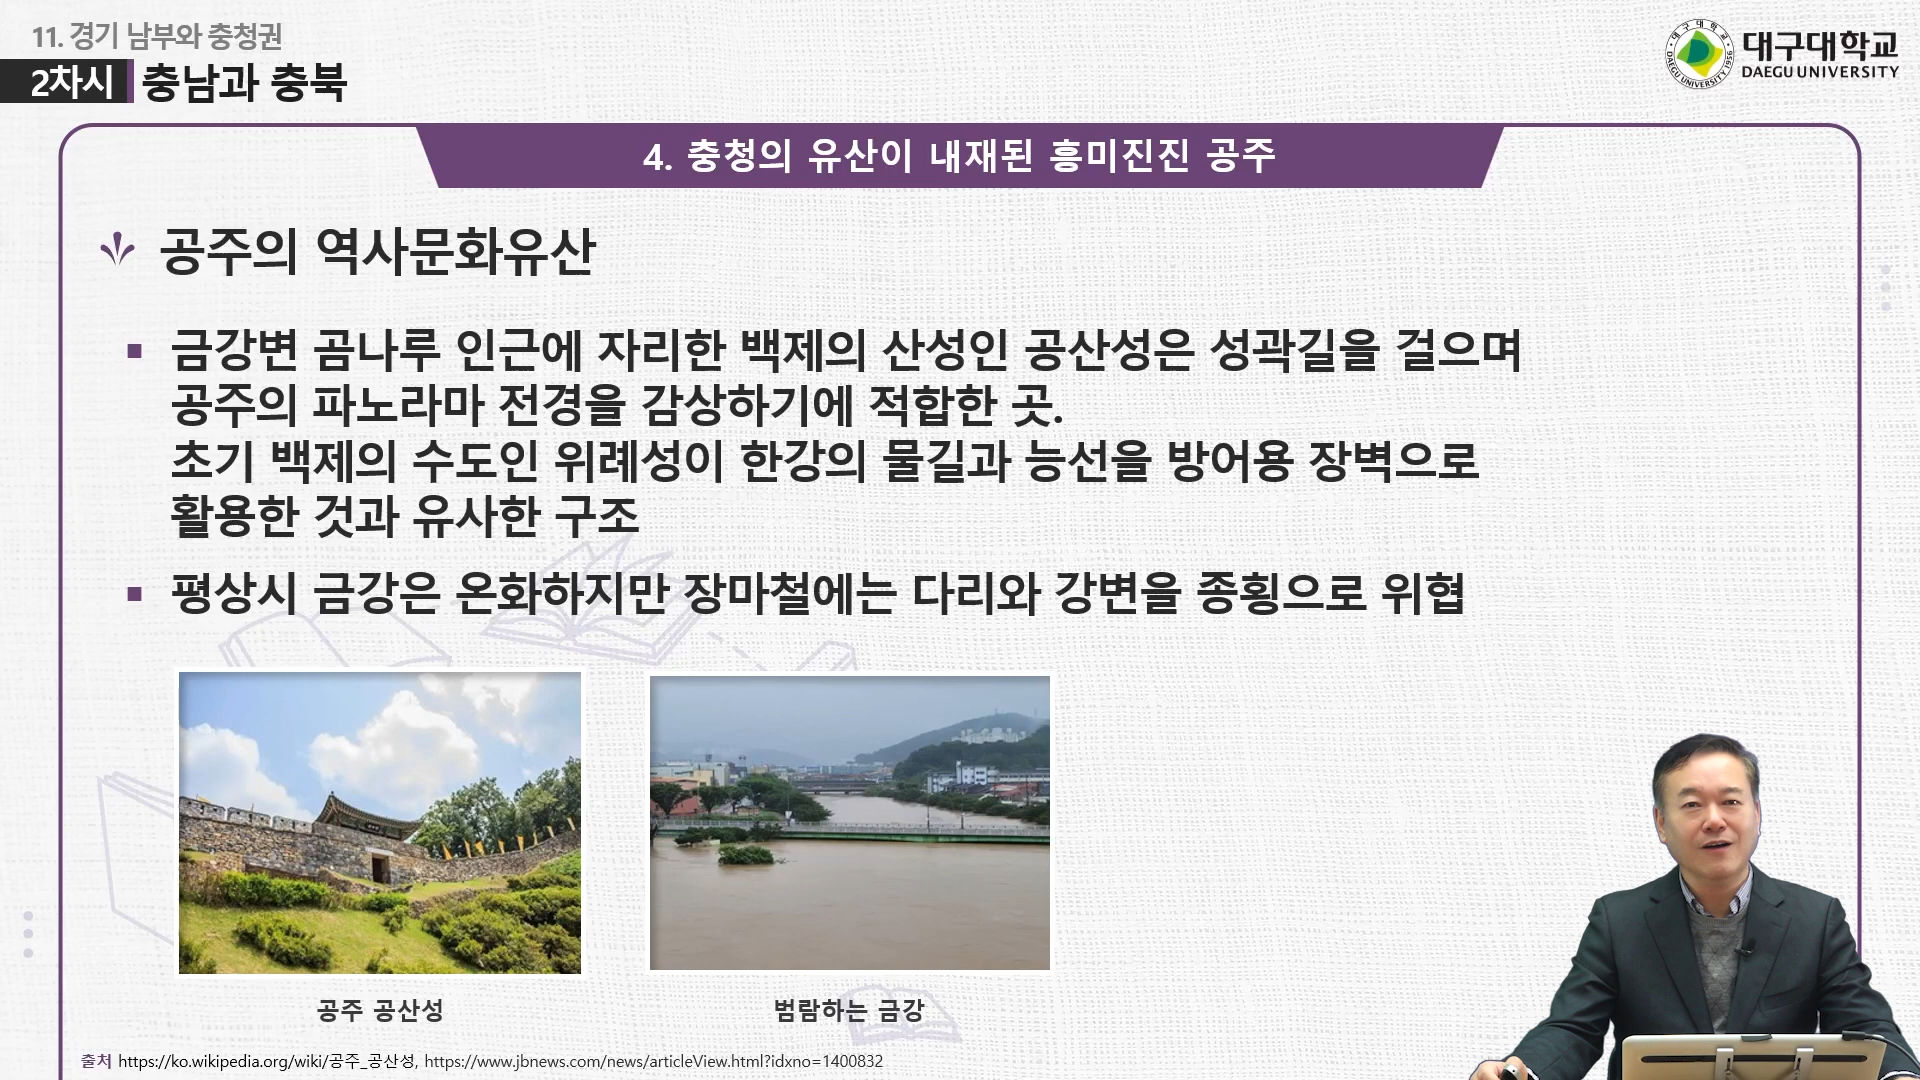 11. 경기 남부와 충청권
2차시 충남과 충북
대구대학교
DAEGU UNIVERSITY
대구대학교
DAEGU UNIVERSITY 1956
4. 충청의 유산이 내재된 흥미진진 공주
공주의 역사문화유산
금강변 곰나루 인근에 자리한 백제의 산성인 공산성은 성곽길을 걸으며
공주의 파노라마 전경을 감상하기에 적합한 곳.
초기 백제의 수도인 위례성이 한강의 물길과 능선을 방어용 장벽으로
활용한 것과 유사한 구조
평상시 금강은 온화하지만 장마철에는 다리와 강변을 종횡으로 위협
공주 공산성
범람하는 금강
출처 https://ko.wikipedia.org/wiki/공주_공산성, https://www.jbnews.com/news/articleView.html?idxno=1400832